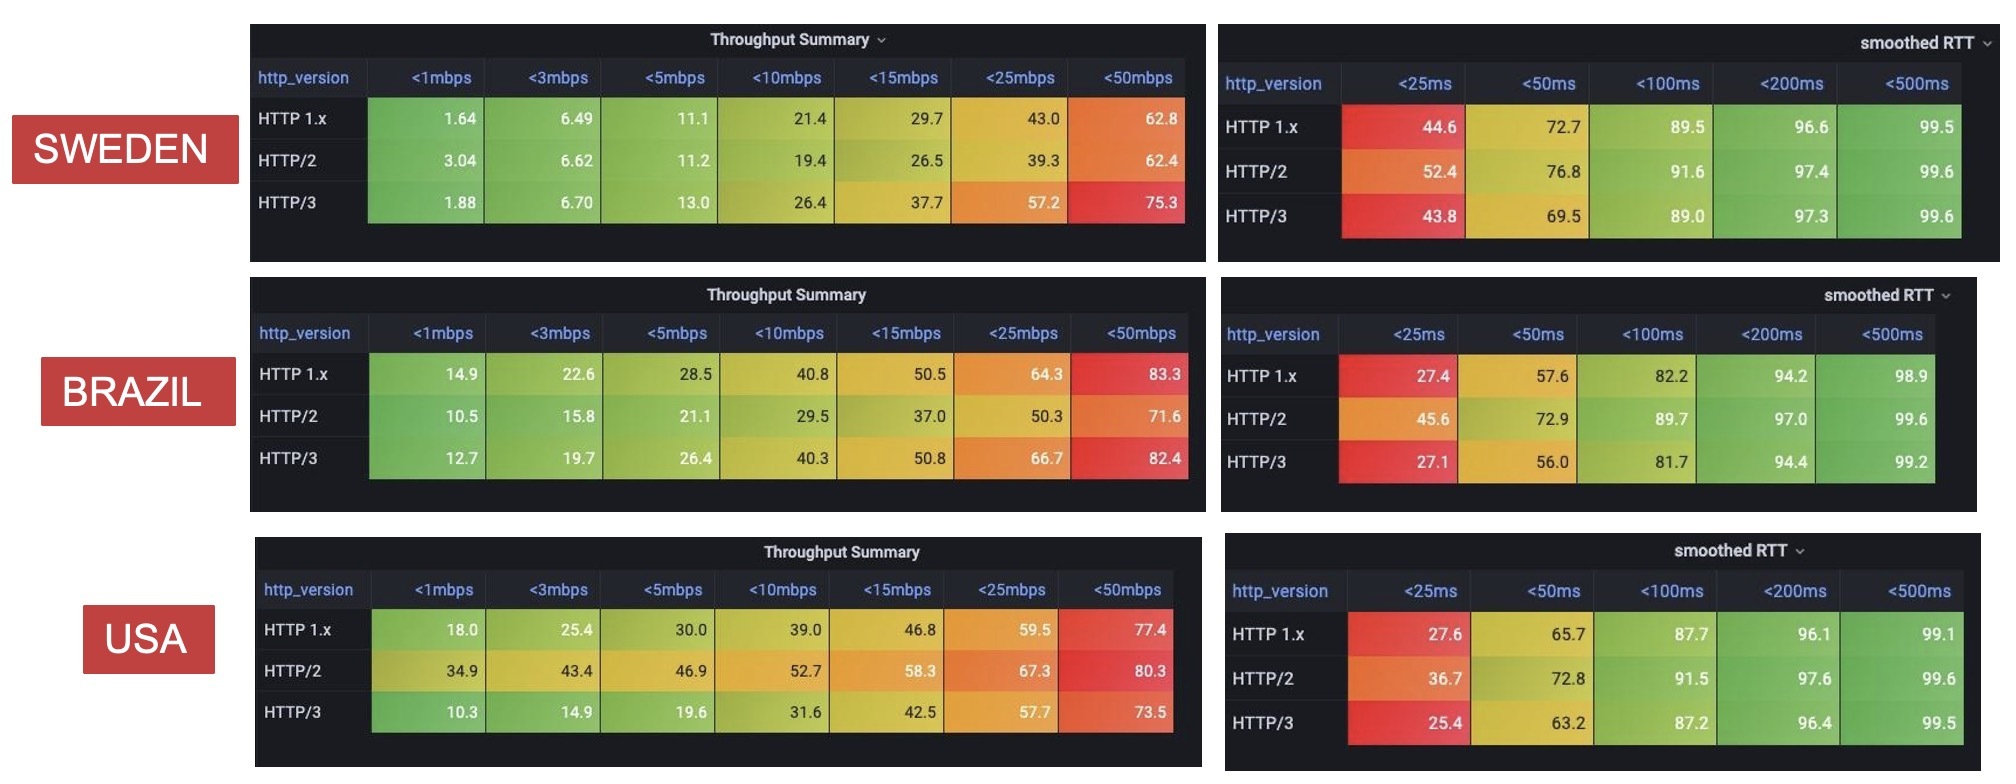 SWEDEN
Throughput Summary
http_version <1mbps <3mbps <5mbps <10mbps <15mbps <25mbps <50mbps
HTTP 1.x 1.64 6.49 11.1 21.4 29.7 43.0 62.8
HTTP/2 3.04 6.62 11.2 19.4 26.5 39.3 62.4
HTTP/3 1.88 6.70 13.0 26.4 37.7 57.2 75.3
smoothed RTT
http_version <25ms <50ms <100ms <200ms <500ms
HTTP 1.x 44.6 72.7 89.5 96.6 99.5
HTTP/2 52.4 76.8 91.6 97.4 99.6
HTTP/3 43.8 69.5 89.0 97.3 99.6
BRAZIL
Throughput Summary
http_version <1mbps <3mbps <5mbps <10mbps <15mbps <25mbps <50mbps
HTTP 1.x 14.9 22.6 28.5 40.8 50.5 64.3 83.3
HTTP/2 10.5 15.8 21.1 29.5 37.0 50.3 71.6
HTTP/3 12.7 19.7 26.4 40.3 50.8 66.7 82.4
smoothed RTT
http_version <25ms <50ms <100ms <200ms <500ms
HTTP 1.x 27.4 57.6 82.2 94.2 98.9
HTTP/2 45.6 72.9 89.7 97.0 99.6
HTTP/3 27.1 56.0 81.7 94.4 99.2
USA
Throughput Summary
http_version <1mbps <3mbps <5mbps <10mbps <15mbps <25mbps <50mbps
HTTP 1.x 18.0 25.4 30.0 39.0 46.8 59.5 77.4
HTTP/2 34.9 43.4 46.9 52.7 58.3 67.3 80.3
HTTP/3 10.3 14.9 19.6 31.6 42.5 57.7 73.5
smoothed RTT
http_version <25ms <50ms <100ms <200ms <500ms
HTTP 1.x 27.6 65.7 87.7 96.1 99.1
HTTP/2 36.7 72.8 91.5 97.6 99.6
HTTP/3 25.4 63.2 87.2 96.4 99.5